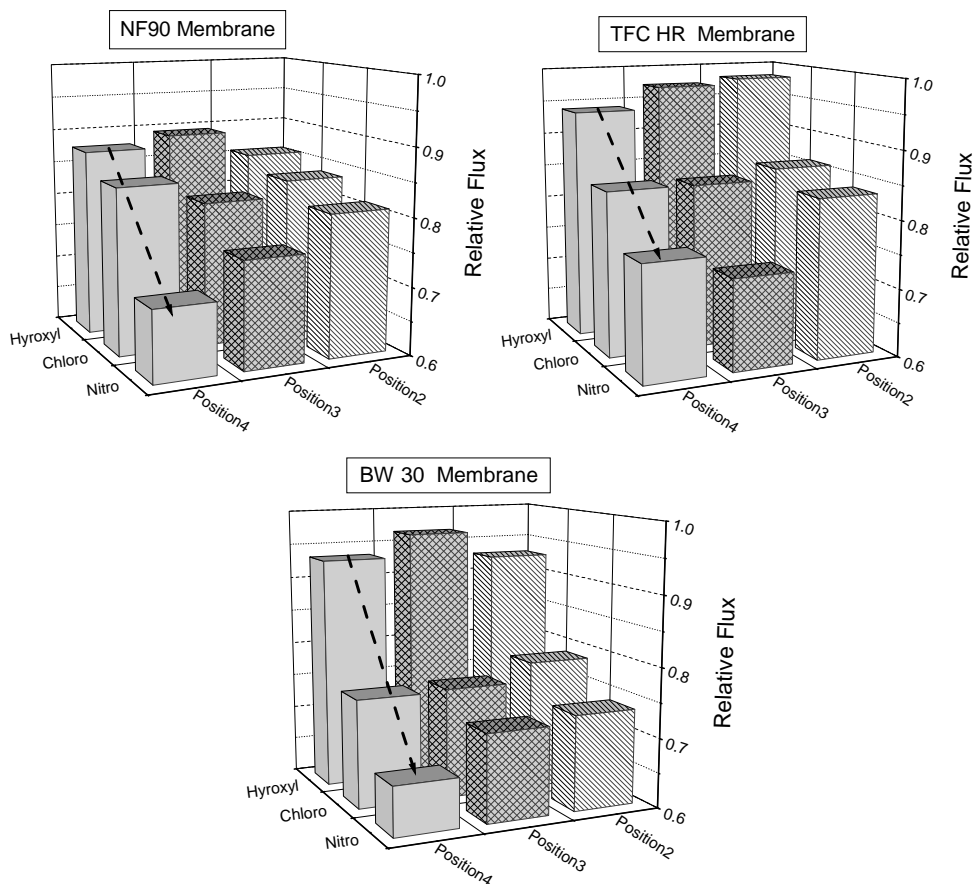 NF90 Membrane
1.0
0.9
0.8
0.7
0.6
Relative Flux
Hyroxyl
Chloro
Nitro
Position4
Position3
Position2
TFC HR Membrane
1.0
0.9
0.8
0.7
0.6
Relative Flux
Hyroxyl
Chloro
Nitro
Position4
Position3
Position2
BW 30 Membrane
1.0
0.9
0.8
0.7
0.6
Relative Flux
Hyroxyl
Chloro
Nitro
Position4
Position3
Position2